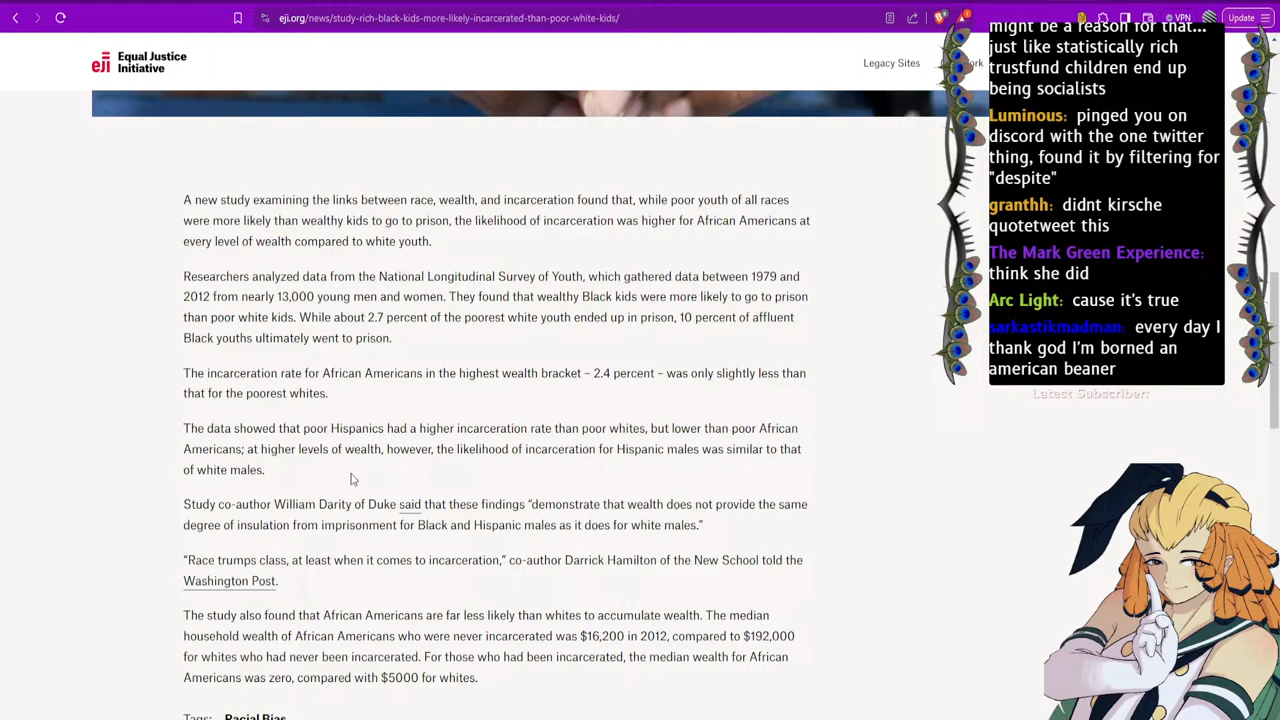 eji.org/news/study-rich-black-kids-more-likely-incarcerated-than-poor-white-kids/
VPN
Update
eji Equal Justice
Initiative
Legacy Sites
A new study examining the links between race, wealth, and incarceration found that, while poor youth of all races
were more likely than wealthy kids to go to prison, the likelihood of incarceration was higher for African Americans at
every level of wealth compared to white youth.
Researchers analyzed data from the National Longitudinal Survey of Youth, which gathered data between 1979 and
2012 from nearly 13,000 young men and women. They found that wealthy Black kids were more likely to go to prison
than poor white kids. While about 2.7 percent of the poorest white youth ended up in prison, 10 percent of affluent
Black youths ultimately went to prison.
The incarceration rate for African Americans in the highest wealth bracket – 2.4 percent – was only slightly less than
that for the poorest whites.
The data showed that poor Hispanics had a higher incarceration rate than poor whites, but lower than poor African
Americans; at higher levels of wealth, however, the likelihood of incarceration for Hispanic males was similar to that
of white males.
Study co-author William Darity of Duke said that these findings “demonstrate that wealth does not provide the same
degree of insulation from imprisonment for Black and Hispanic males as it does for white males.”
“Race trumps class, at least when it comes to incarceration,” co-author Darrick Hamilton of the New School told the
Washington Post.
The study also found that African Americans are far less likely than whites to accumulate wealth. The median
household wealth of African Americans who were never incarcerated was $16,200 in 2012, compared to $192,000
for whites who had never been incarcerated. For those who had been incarcerated, the median wealth for African
Americans was zero, compared with $5000 for whites.
Tags: Racial Bias
might be a reason for that...
just like statistically rich
trustfund children end up
being socialists
Luminous: pinged you on
discord with the one twitter
thing, found it by filtering for
"despite"
granthh: didnt kirsche
quotetweet this
The Mark Green Experience:
think she did
Arc Light: cause it's true
sarkastikmadman: every day I
thank god I'm borned an
american beaner
Latest Subscriber: